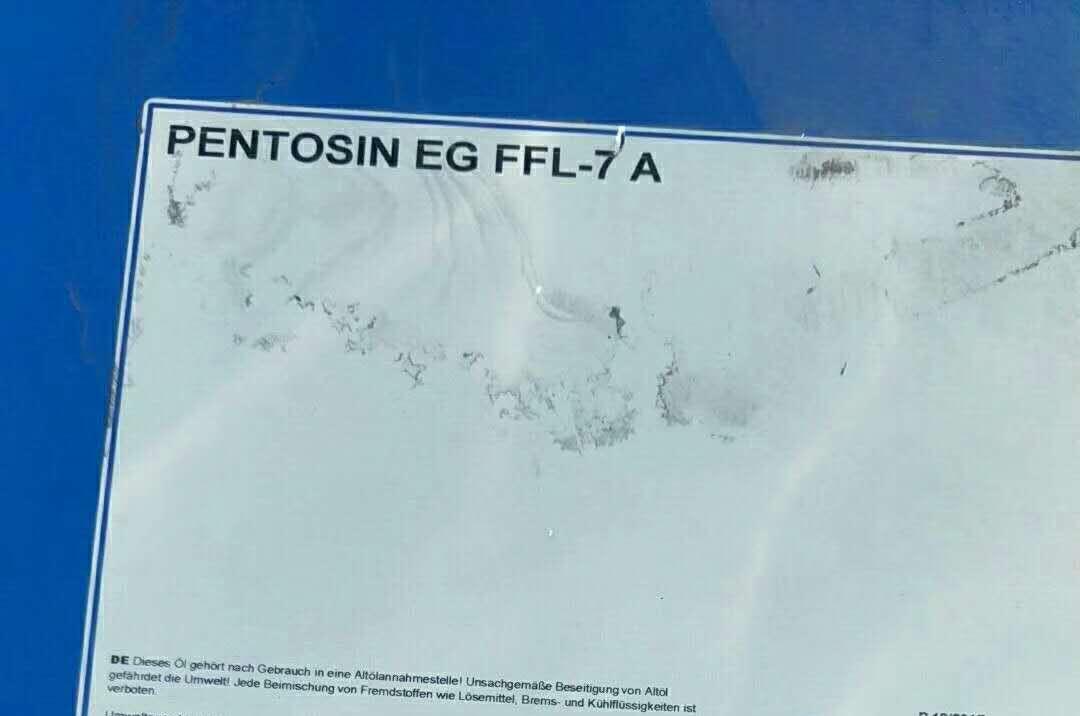 PENTOSIN EG FFL-7 A
DE Dieses Öl gehört nach Gebrauch in eine Altölannahmestelle! Unsachgemäße Beseitigung von Altöl
gefährdet die Umwelt! Jede Beimischung von Fremdstoffen wie Lösemittel, Brems- und Kühlflüssigkeiten ist
verboten.